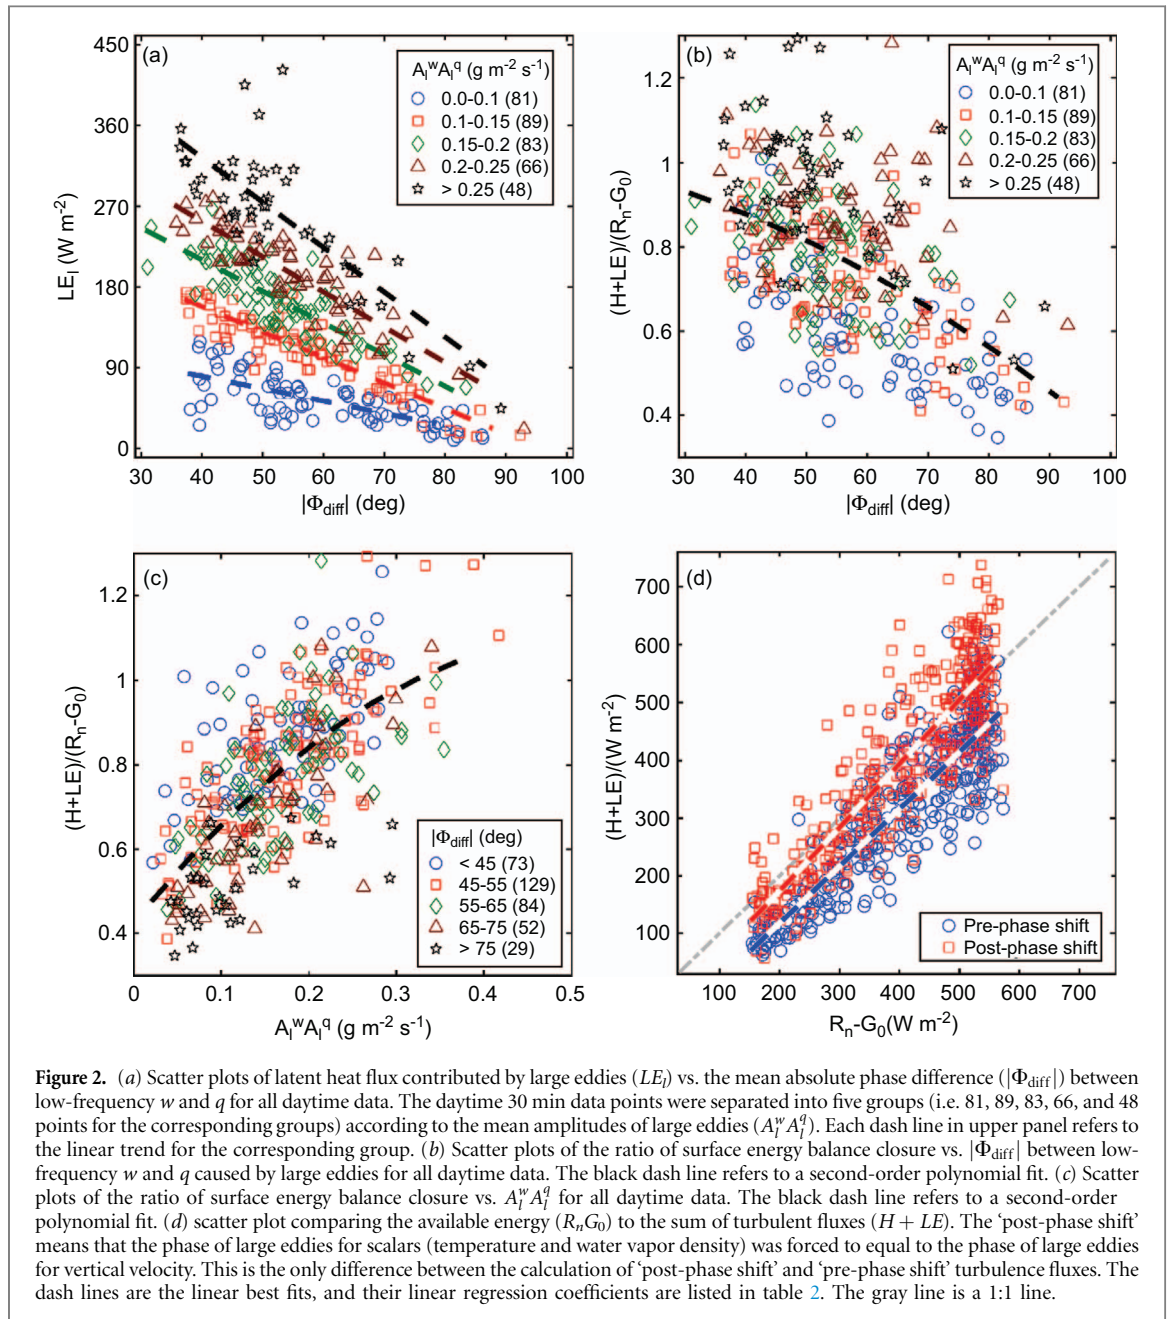 (a)
450
360
270
180
90
0
LE_l (W m⁻²)
A_l^wA_l^q (g m⁻² s⁻¹)
0.0-0.1 (81)
0.1-0.15 (89)
0.15-0.2 (83)
0.2-0.25 (66)
> 0.25 (48)
30 40 50 60 70 80 90 100
|Φ_diff| (deg)
(b)
1.2
1
0.8
0.6
0.4
(H+LE)/(R_n-G_0)
A_l^wA_l^q (g m⁻² s⁻¹)
0.0-0.1 (81)
0.1-0.15 (89)
0.15-0.2 (83)
0.2-0.25 (66)
> 0.25 (48)
30 40 50 60 70 80 90 100
|Φ_diff| (deg)
(c)
1.2
1
0.8
0.6
0.4
(H+LE)/(R_n-G_0)
|Φ_diff| (deg)
< 45 (73)
45-55 (129)
55-65 (84)
65-75 (52)
> 75 (29)
0 0.1 0.2 0.3 0.4 0.5
A_l^wA_l^q (g m⁻² s⁻¹)
(d)
700
600
500
400
300
200
100
(H+LE)/(W m⁻²)
Pre-phase shift
Post-phase shift
100 200 300 400 500 600 700
R_n-G_0(W m⁻²)
Figure 2. (a) Scatter plots of latent heat flux contributed by large eddies (LE_l) vs. the mean absolute phase difference (|Φ_diff|) between
low-frequency w and q for all daytime data. The daytime 30 min data points were separated into five groups (i.e. 81, 89, 83, 66, and 48
points for the corresponding groups) according to the mean amplitudes of large eddies (A_l^w A_l^q). Each dash line in upper panel refers to
the linear trend for the corresponding group. (b) Scatter plots of the ratio of surface energy balance closure vs. |Φ_diff| between low-
frequency w and q caused by large eddies for all daytime data. The black dash line refers to a second-order polynomial fit. (c) Scatter
plots of the ratio of surface energy balance closure vs. A_l^w A_l^q for all daytime data. The black dash line refers to a second-order
polynomial fit. (d) scatter plot comparing the available energy (R_nG_0) to the sum of turbulent fluxes (H + LE). The ‘post-phase shift’
means that the phase of large eddies for scalars (temperature and water vapor density) was forced to equal to the phase of large eddies
for vertical velocity. This is the only difference between the calculation of ‘post-phase shift’ and ‘pre-phase shift’ turbulence fluxes. The
dash lines are the linear best fits, and their linear regression coefficients are listed in table 2. The gray line is a 1:1 line.